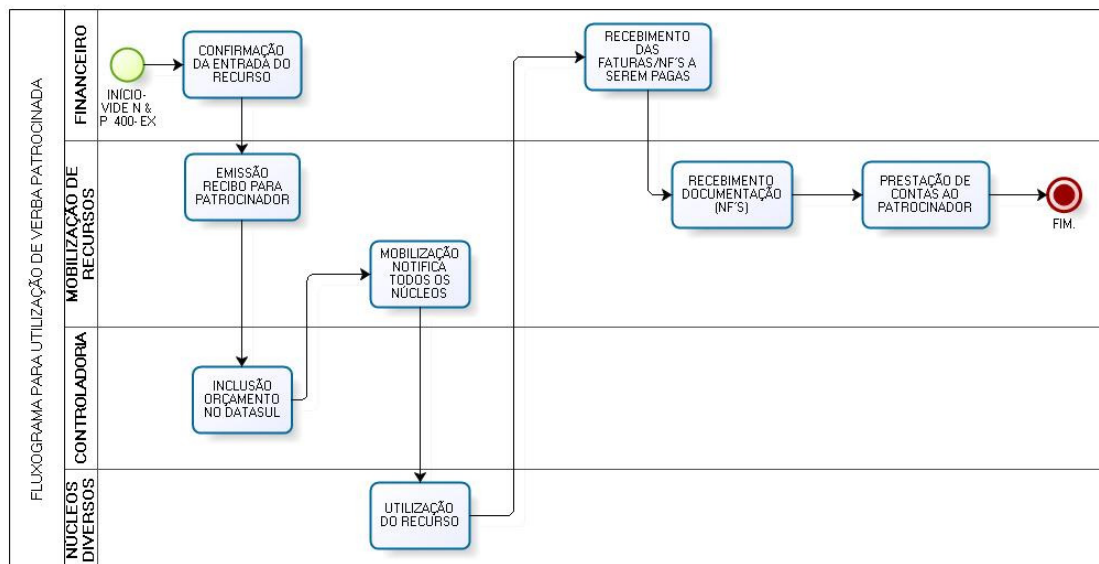 FLUXOGRAMA PARA UTILIZAÇÃO DE VERBA PATROCINADA
FINANCEIRO
INÍCIO-
VIDE N &
P 400- EX
CONFIRMAÇÃO
DA ENTRADA DO
RECURSO
RECEBIMENTO
DAS
FATURAS/NF´S A
SEREM PAGAS
MOBILIZAÇÃO DE
RECURSOS
EMISSÃO
RECIBO PARA
PATROCINADOR
MOBILIZAÇÃO
NOTIFICA
TODOS OS
NÚCLEOS
RECEBIMENTO
DOCUMENTAÇÃO
(NF´S)
PRESTAÇÃO DE
CONTAS AO
PATROCINADOR
FIM.
CONTROLADORIA
INCLUSÃO
ORÇAMENTO
NO DATASUL
NÚCLEOS
DIVERSOS
UTILIZAÇÃO
DO RECURSO